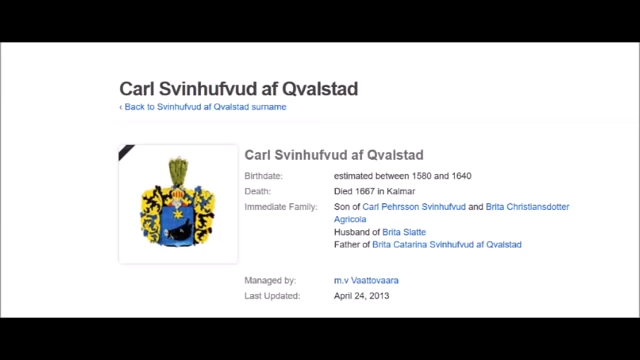 Carl Svinhufvud af Qvalstad
‹ Back to Svinhufvud af Qvalstad surname
Carl Svinhufvud af Qvalstad
Birthdate: estimated between 1580 and 1640
Death: Died 1667 in Kalmar
Immediate Family: Son of Carl Pehrsson Svinhufvud and Brita Christiansdotter
Agricola
Husband of Brita Slatte
Father of Brita Catarina Svinhufvud af Qvalstad
Managed by: m.v Vaattovaara
Last Updated: April 24, 2013